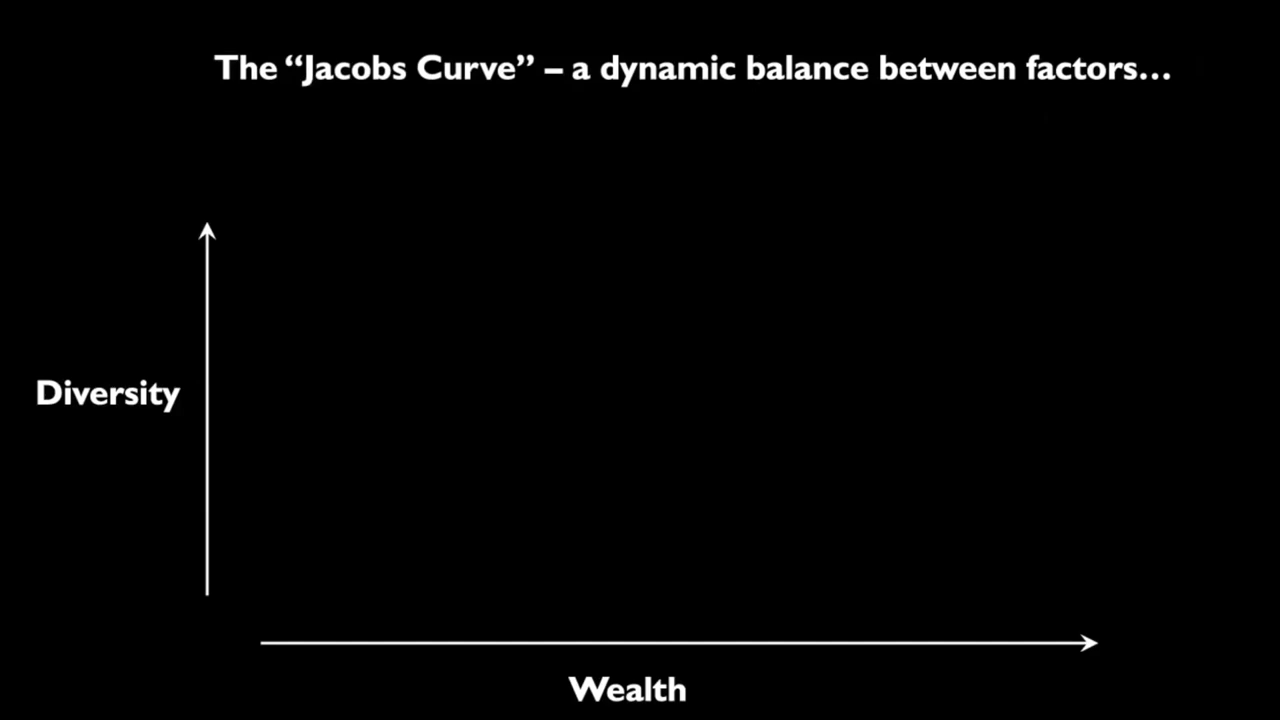 The “Jacobs Curve” – a dynamic balance between factors…
Diversity
Wealth